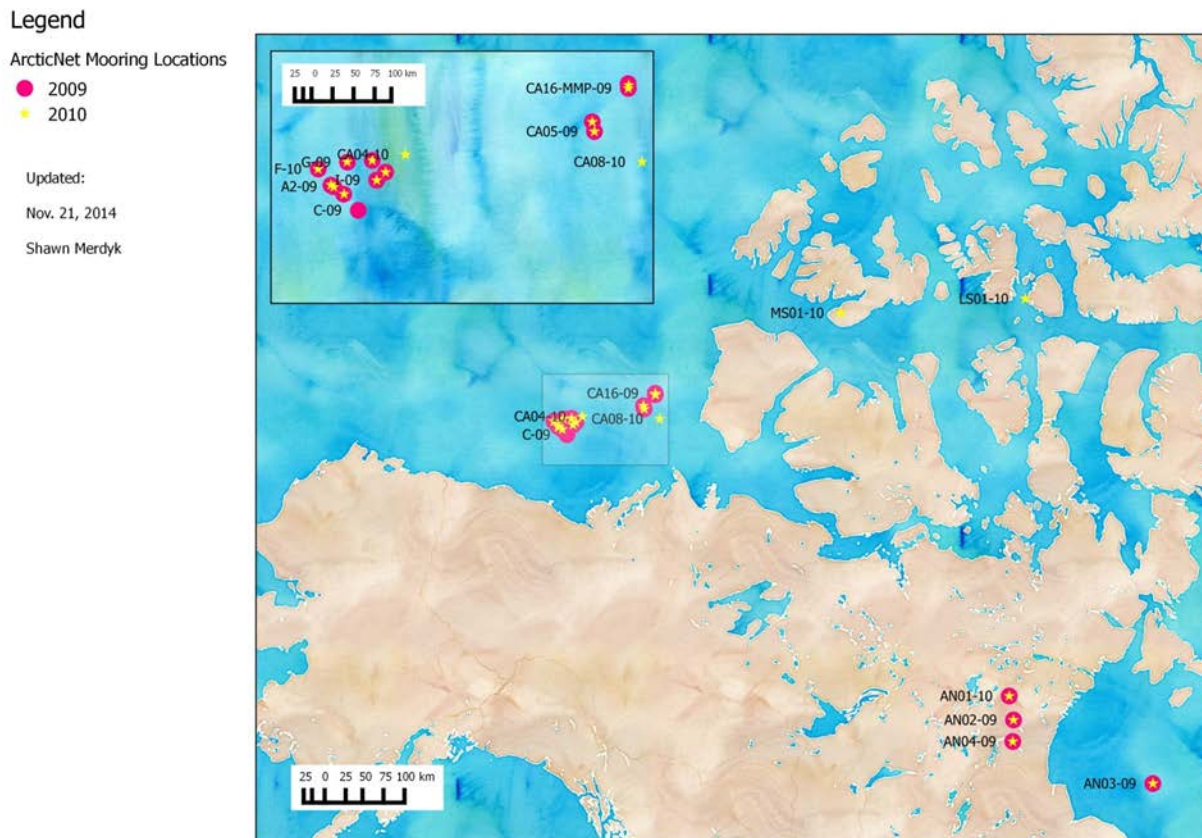 Legend
ArcticNet Mooring Locations
2009
2010
Updated:
Nov. 21, 2014
Shawn Merdyk
25 0 25 50 75 100 km
CA16-MMP-09
CA05-09
CA08-10
CA04-10
G-09
F-10
I-09
A2-09
C-09
LS01-10
MS01-10
CA16-09
CA04-10
CA08-10
C-09
AN01-10
AN02-09
AN04-09
25 0 25 50 75 100 km
AN03-09